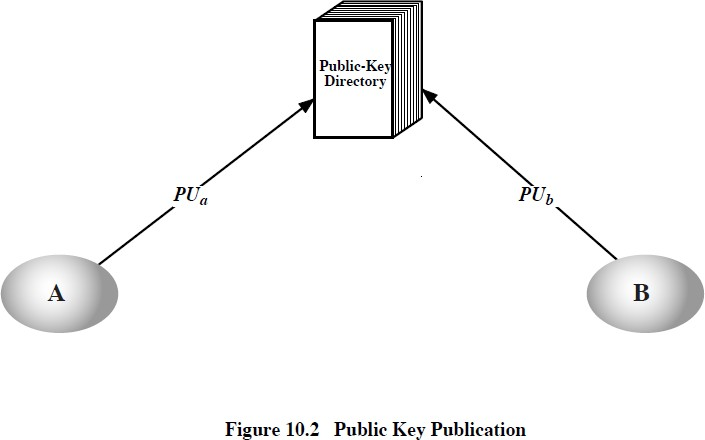 Public-Key
Directory
PUa
PUb
A
B
Figure 10.2 Public Key Publication